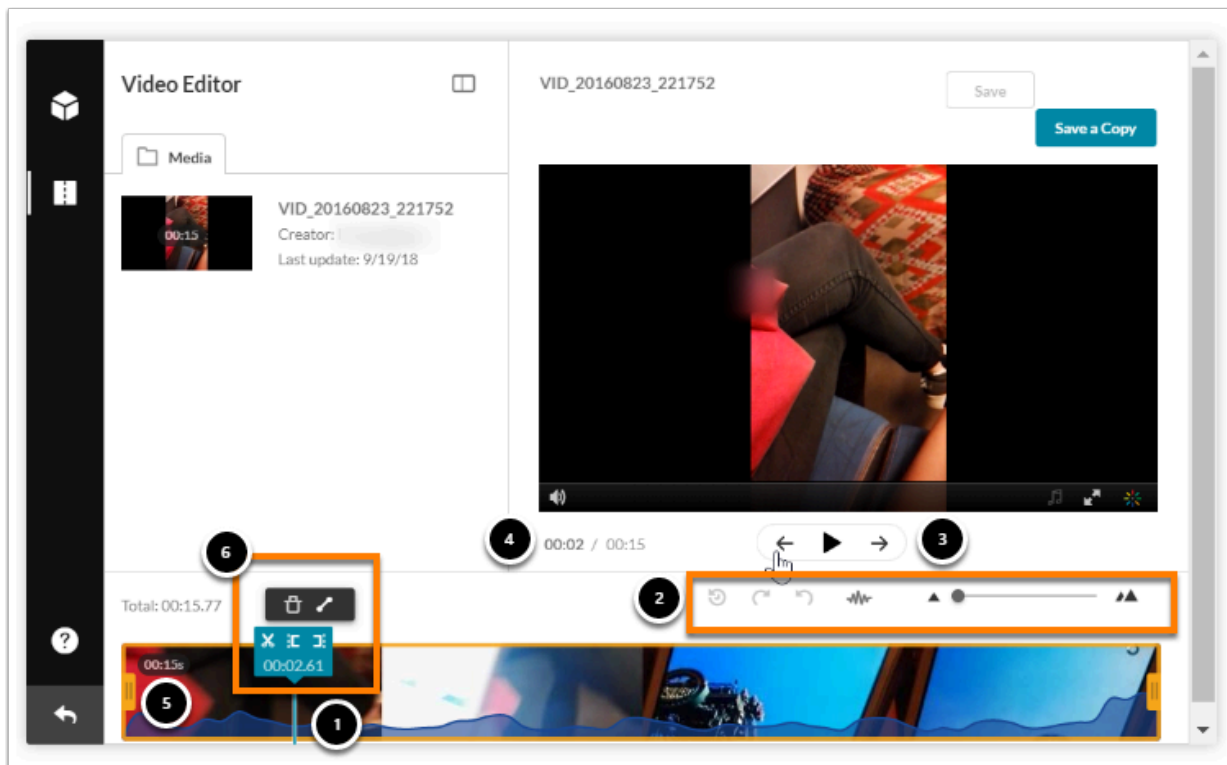 Video Editor
VID_20160823_221752
Save
Save a Copy
Media
00:15
VID_20160823_221752
Creator:
Last update: 9/19/18
6
4
00:02 / 00:15
3
2
Total: 00:15.77
?
00:02.61
00:15s
5
1